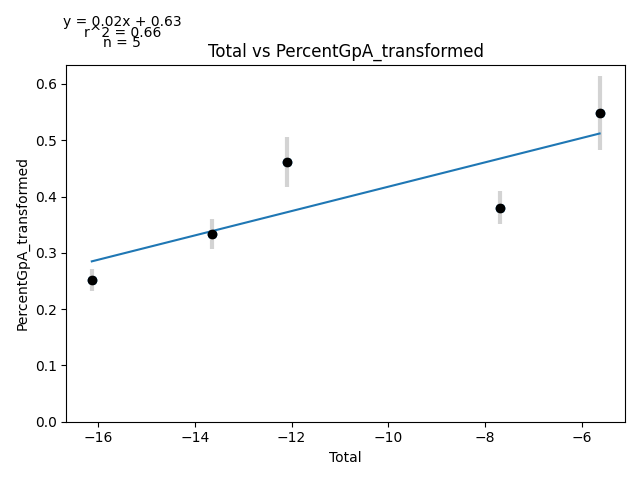 y = 0.02x + 0.63
r^2 = 0.66
n = 5
Total vs PercentGpA_transformed
PercentGpA_transformed
0.6
0.5
0.4
0.3
0.2
0.1
0.0
−16
−14
−12
−10
−8
−6
Total